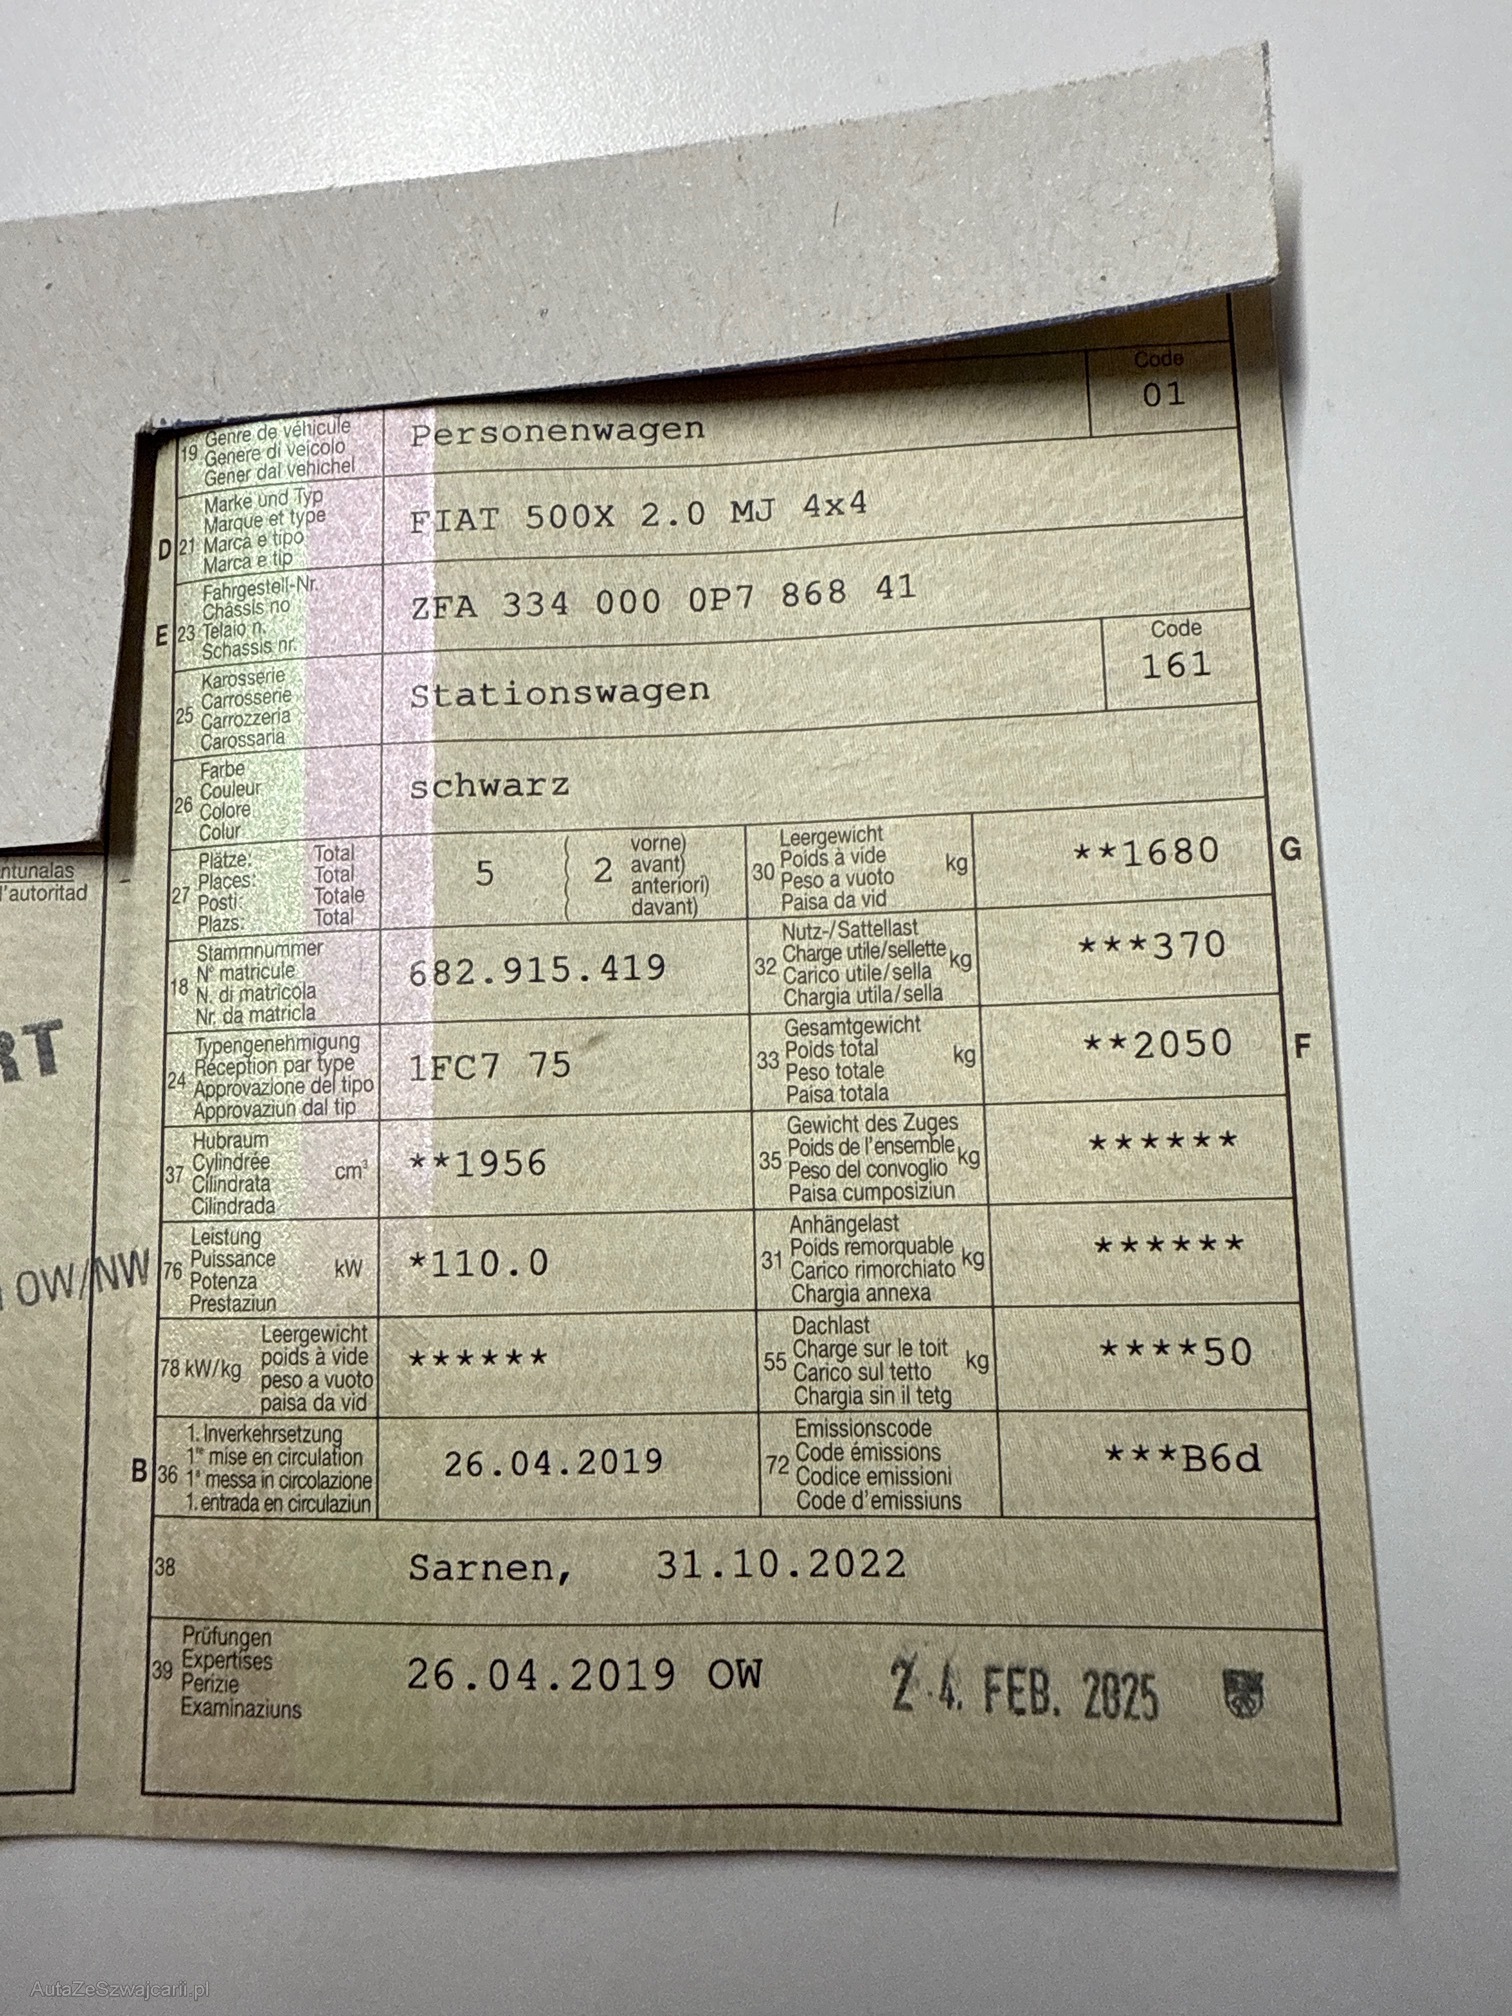 Code
01
19 Genre de véhicule
Genere di veicolo
Gener dal vehichel
Personenwagen
D 21 Marke und Typ
Marque et type
Marca e tipo
Marca e tip
FIAT 500X 2.0 MJ 4x4
E 23 Fahrgestell-Nr.
Châssis no
Telaio n.
Schassis nr.
ZFA 334 000 0P7 868 41
25 Karosserie
Carrosserie
Carrozzeria
Carossaria
Stationswagen
Code
161
26 Farbe
Couleur
Colore
Colur
schwarz
27 Plätze: Total
Places: Total
Posti: Totale
Plazs: Total
5 ( 2 vorne)
avant)
anteriori)
davant)
30 Leergewicht
Poids à vide
Peso a vuoto
Paisa da vid
kg
**1680 G
ntunalas
l'autoritad
18 Stammnummer
N° matricule
N. di matricola
Nr. da matricla
682.915.419
32 Nutz-/Sattellast
Charge utile/sellette
Carico utile/sella
Chargia utila/sella
kg
***370
RT
24 Typengenehmigung
Réception par type
Approvazione del tipo
Approvaziun dal tip
1FC7 75
33 Gesamtgewicht
Poids total
Peso totale
Paisa totala
kg
**2050 F
37 Hubraum
Cylindrée
Cilindrata
Cilindrada
cm³
**1956
35 Gewicht des Zuges
Poids de l'ensemble
Peso del convoglio
Paisa cumposiziun
kg
******
OW/NW
76 Leistung
Puissance
Potenza
Prestaziun
kW
*110.0
31 Anhängelast
Poids remorquable
Carico rimorchiato
Chargia annexa
kg
******
78 kW/kg Leergewicht
poids à vide
peso a vuoto
paisa da vid
******
55 Dachlast
Charge sur le toit
Carico sul tetto
Chargia sin il tetg
kg
****50
B 36 1. Inverkehrsetzung
1re mise en circulation
1a messa in circolazione
1. entrada en circulaziun
26.04.2019
72 Emissionscode
Code émissions
Codice emissioni
Code d'emissiuns
***B6d
38 Sarnen, 31.10.2022
39 Prüfungen
Expertises
Perizie
Examinaziuns
26.04.2019 OW 24. FEB. 2025
AutaZeSzwajcarii.pl